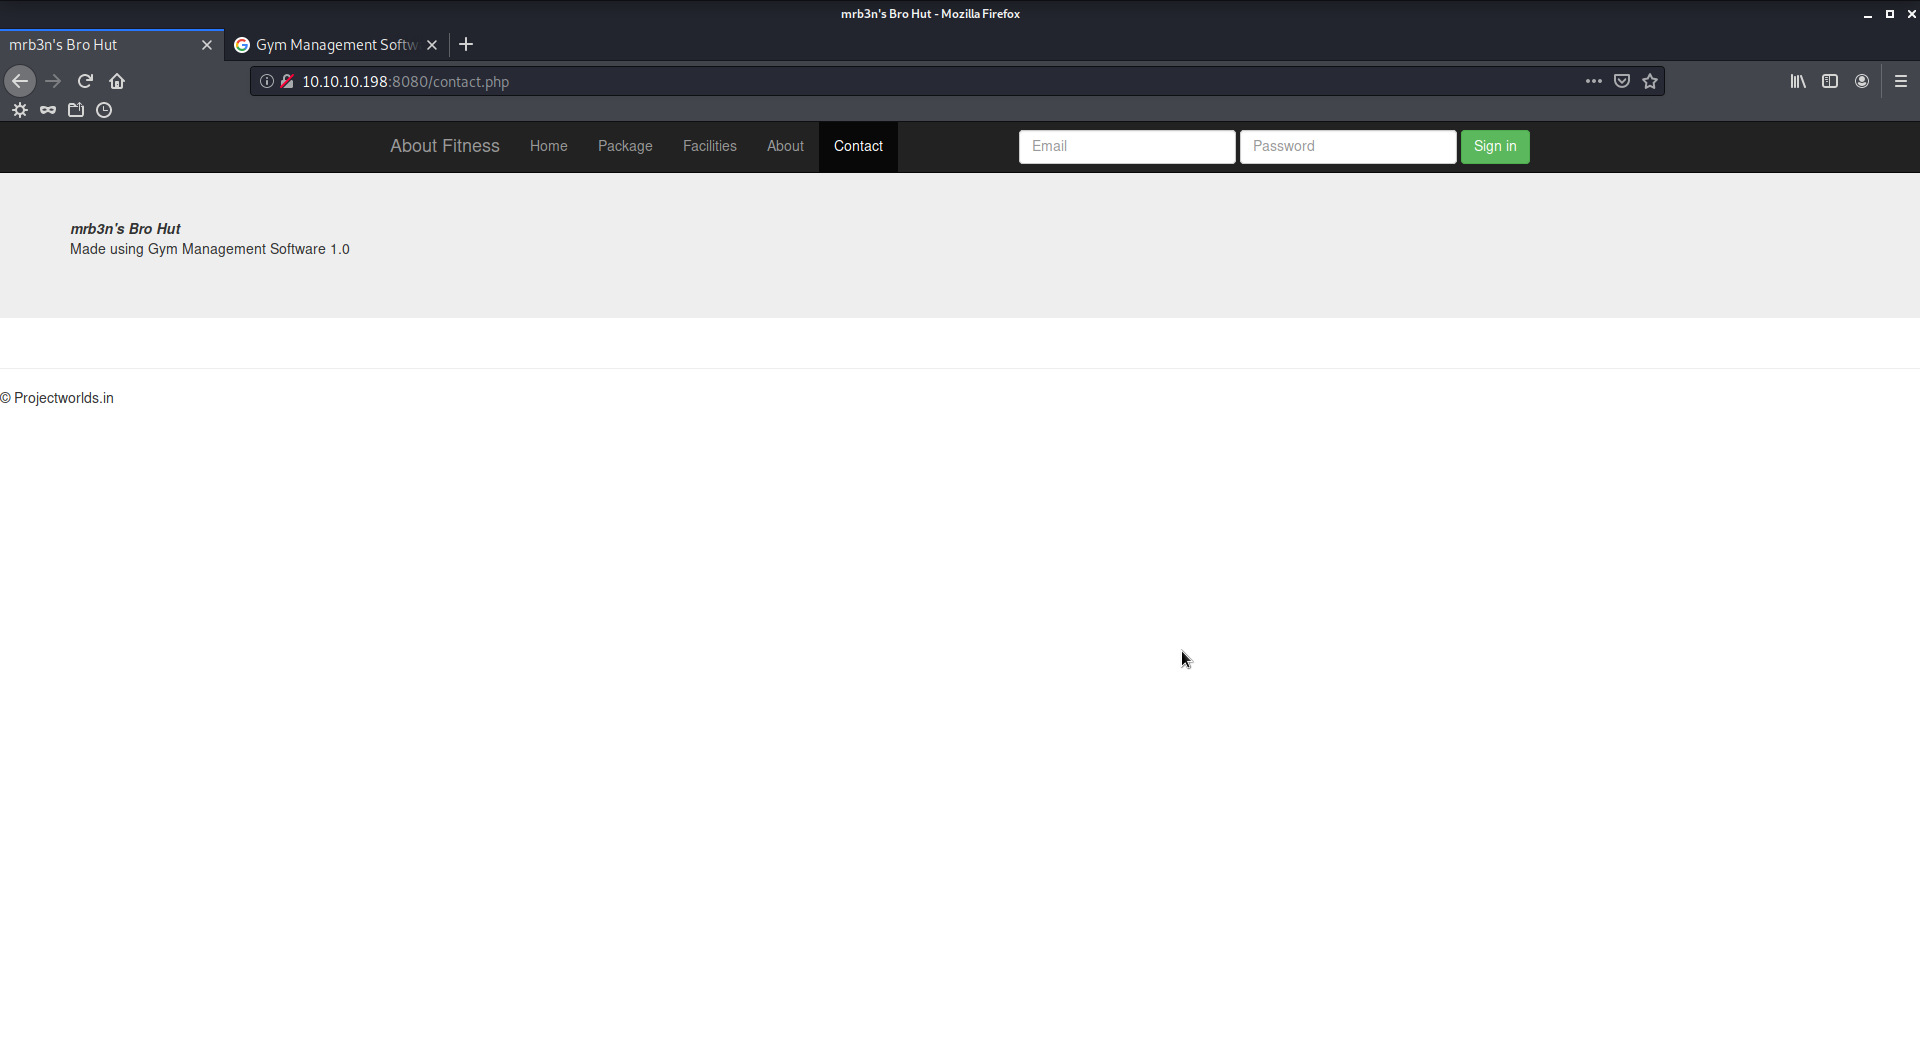 mrb3n's Bro Hut - Mozilla Firefox
mrb3n's Bro Hut
Gym Management Softw
10.10.10.198:8080/contact.php
About Fitness Home Package Facilities About Contact Email Password Sign in
mrb3n's Bro Hut
Made using Gym Management Software 1.0
© Projectworlds.in